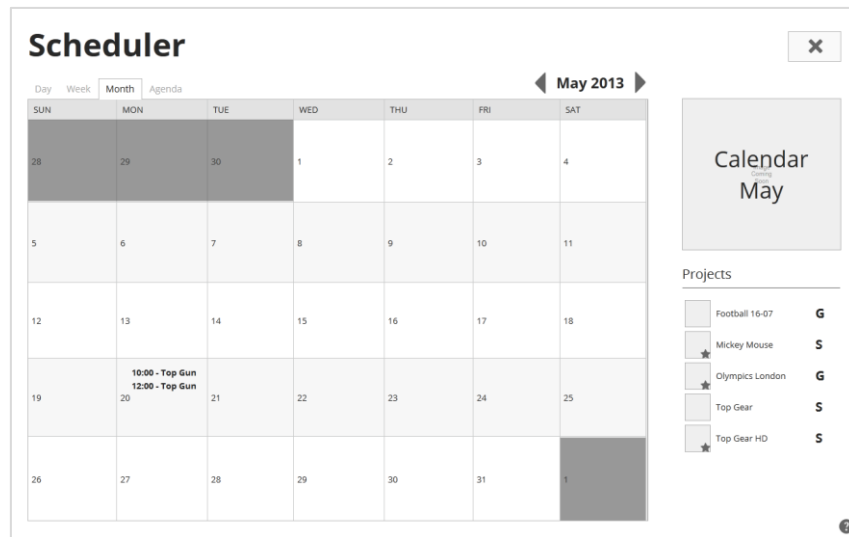 Scheduler
Day Week Month Agenda
May 2013
SUN MON TUE WED THU FRI SAT
28 29 30 1 2 3 4
5 6 7 8 9 10 11
12 13 14 15 16 17 18
10:00 - Top Gun
12:00 - Top Gun
19 20 21 22 23 24 25
26 27 28 29 30 31 1
Calendar
Coming
Soon
May
Projects
Football 16-07 G
Mickey Mouse S
Olympics London G
Top Gear S
Top Gear HD S
?